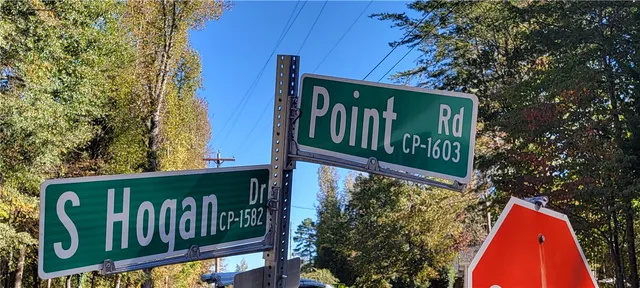 Point Rd
CP-1603
S Hogan Dr
CP-1582